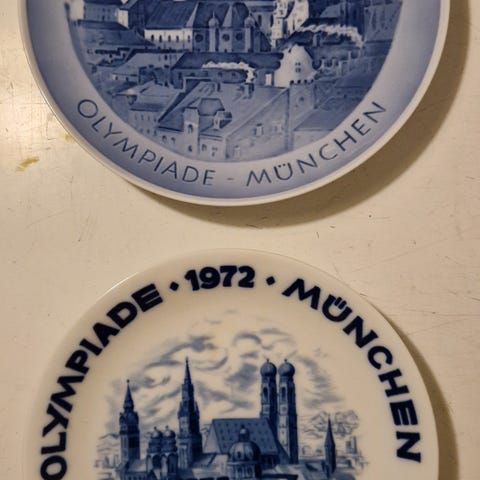 OLYMPIADE - MÜNCHEN
OLYMPIADE · 1972 · MÜNCHEN